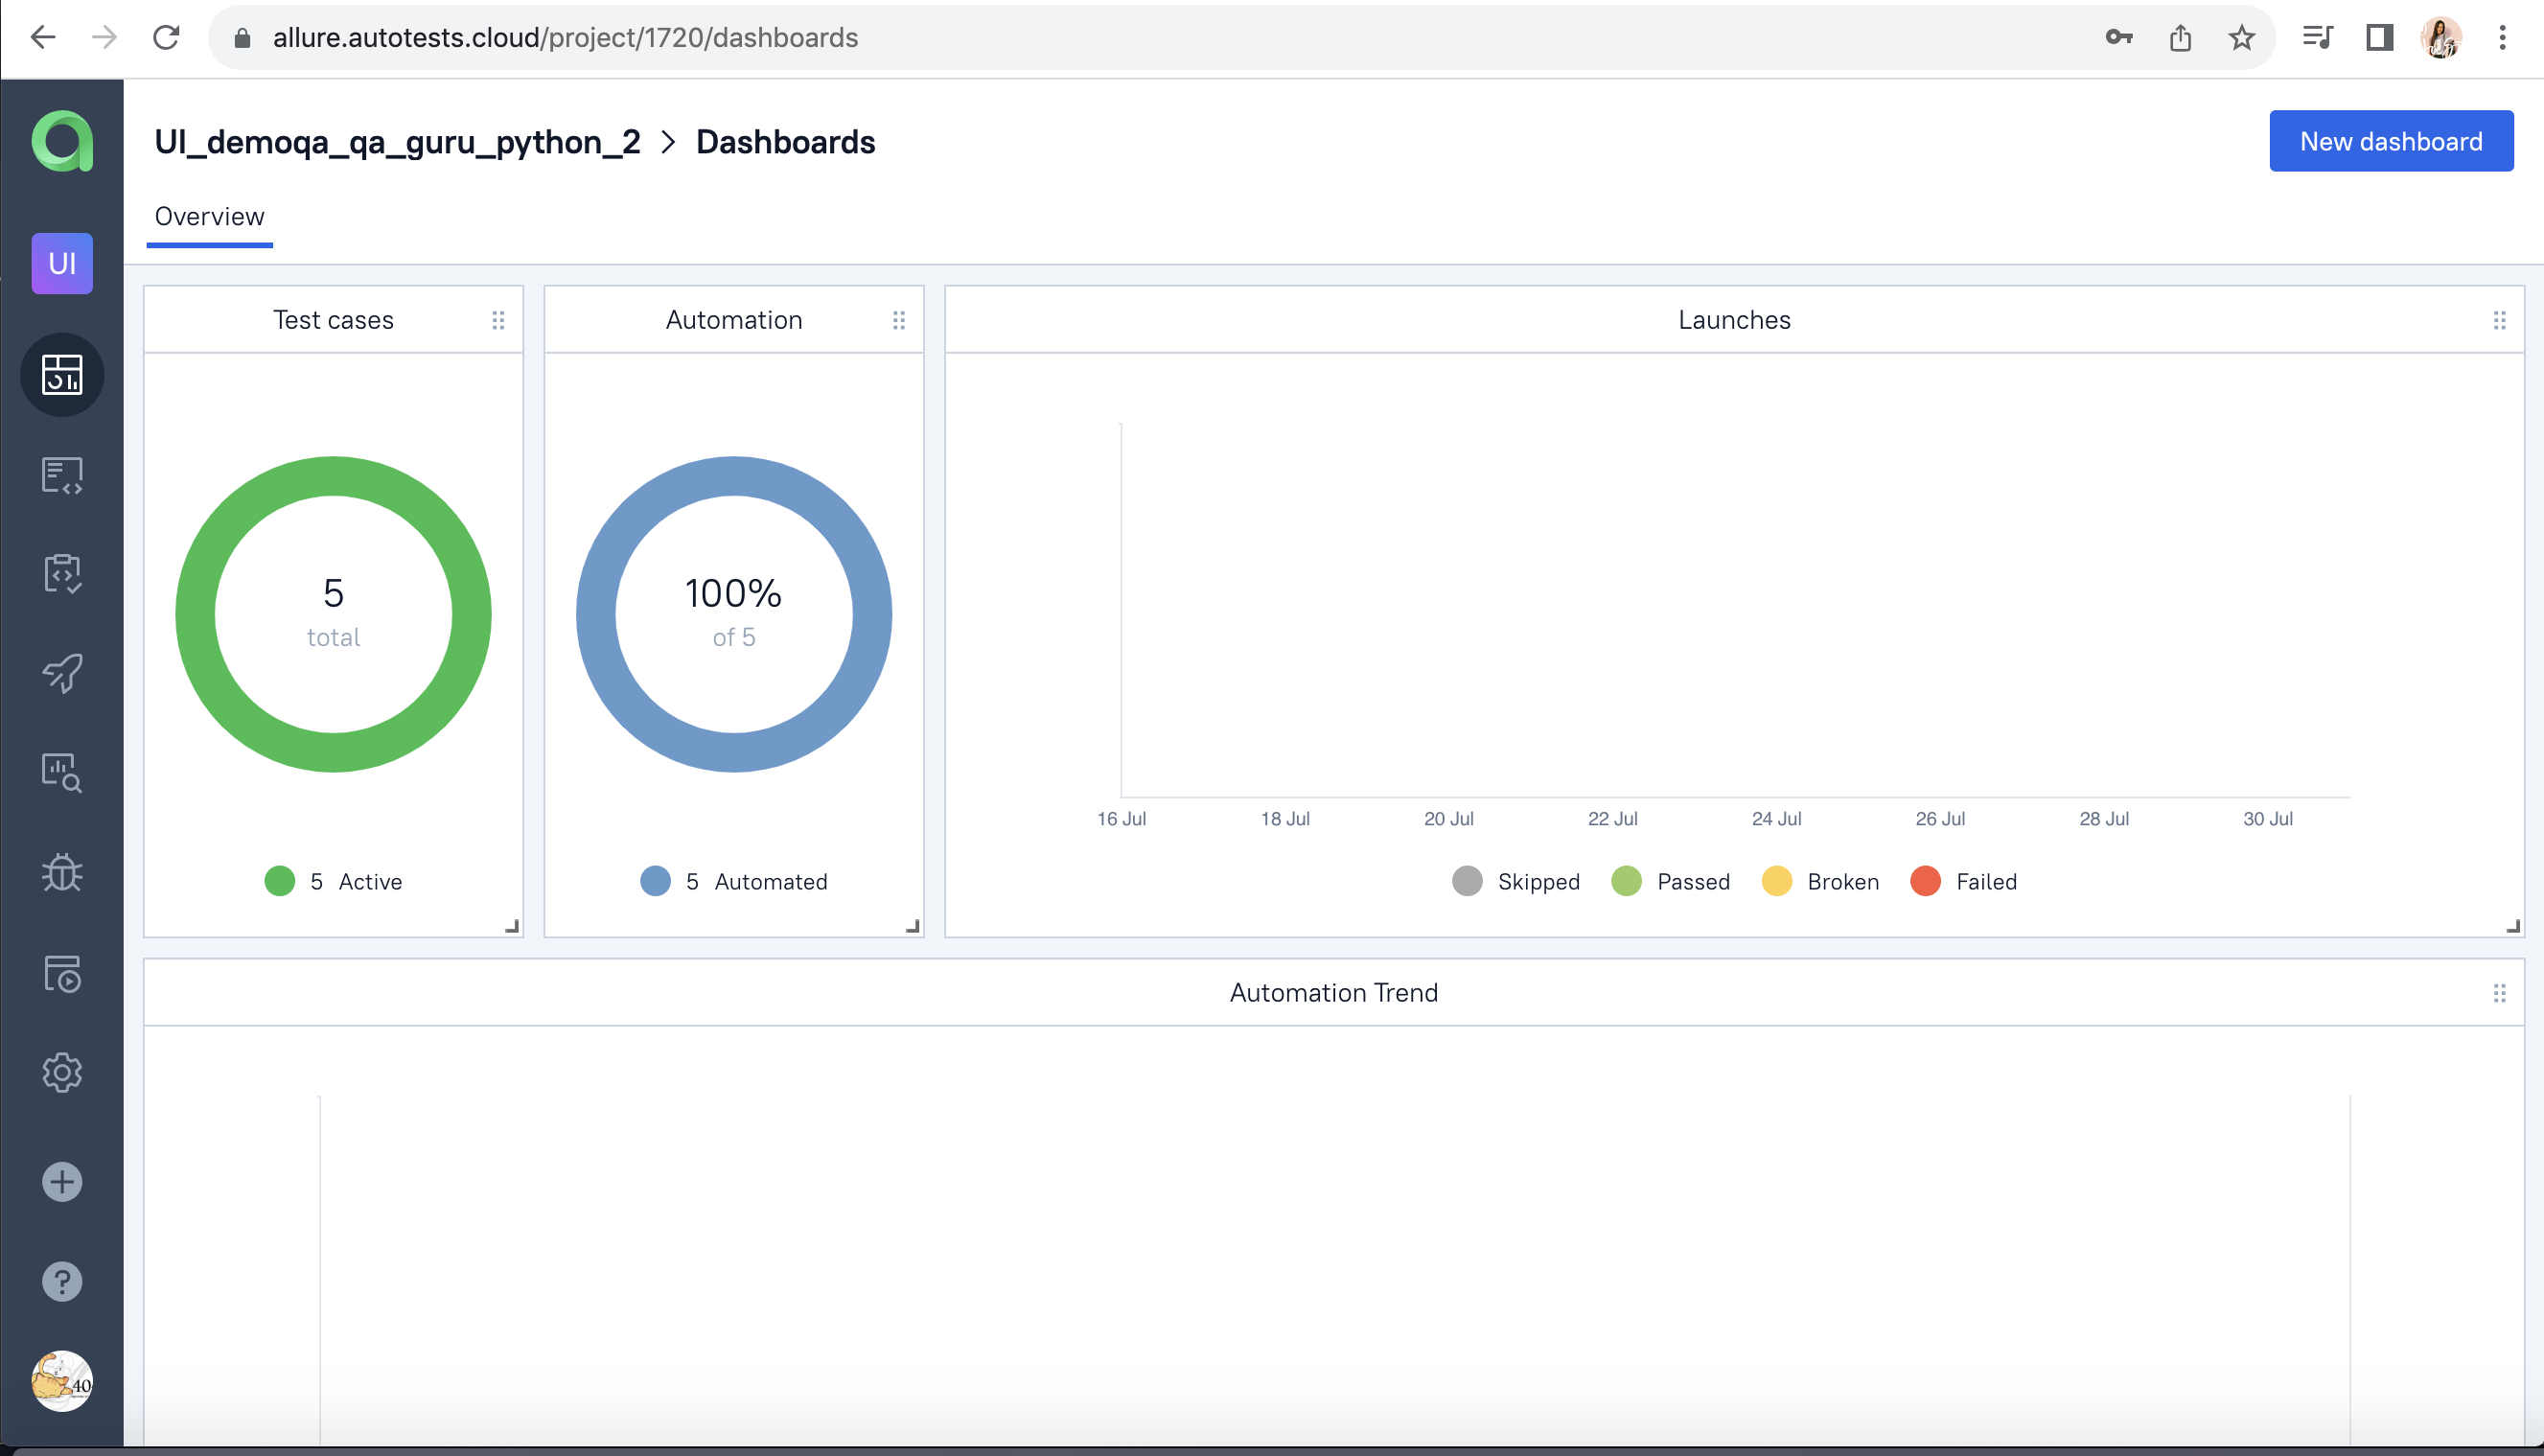 allure.autotests.cloud/project/1720/dashboards
UI_demoqa_qa_guru_python_2 > Dashboards
New dashboard
Overview
UI
Test cases
Automation
Launches
5
total
100%
of 5
16 Jul
18 Jul
20 Jul
22 Jul
24 Jul
26 Jul
28 Jul
30 Jul
5 Active
5 Automated
Skipped
Passed
Broken
Failed
Automation Trend
40